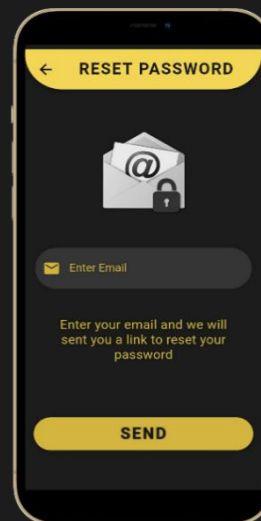 RESET PASSWORD
@
Enter Email
Enter your email and we will
sent you a link to reset your
password
SEND